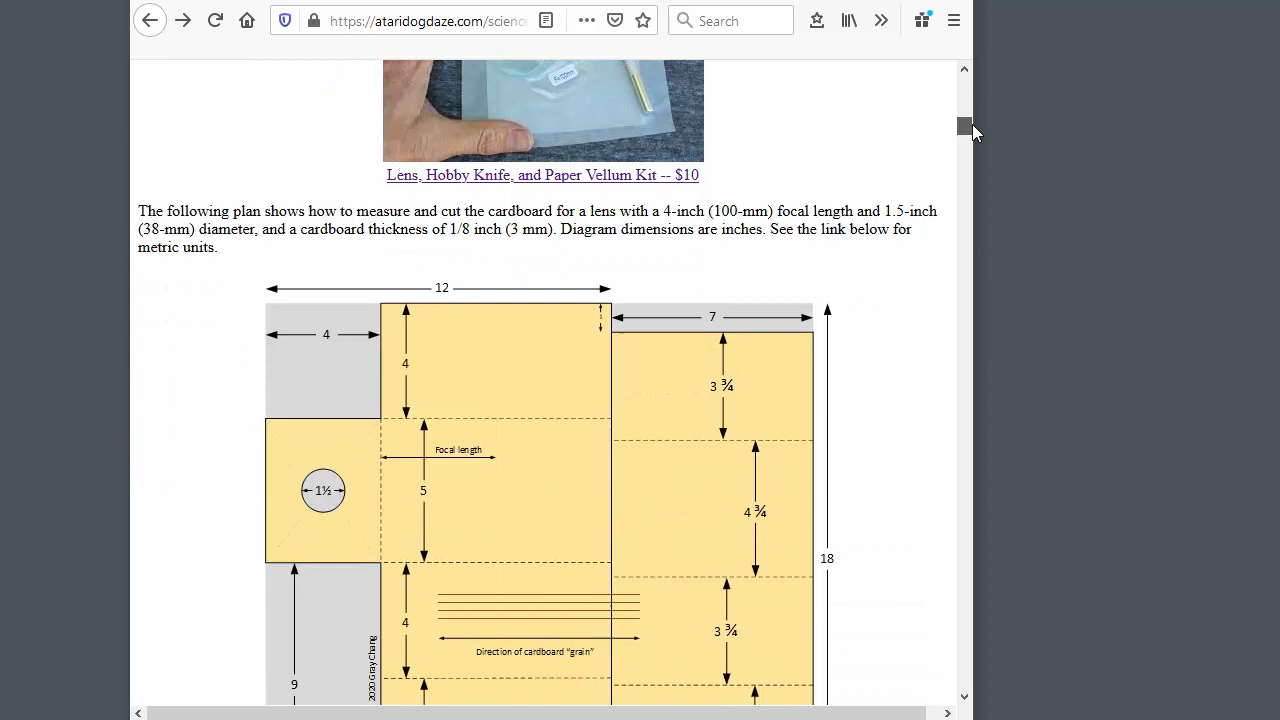 https://ataridogdaze.com/science
Search
Lens, Hobby Knife, and Paper Vellum Kit -- $10
The following plan shows how to measure and cut the cardboard for a lens with a 4-inch (100-mm) focal length and 1.5-inch
(38-mm) diameter, and a cardboard thickness of 1/8 inch (3 mm). Diagram dimensions are inches. See the link below for
metric units.
12
7
4
4
3 ¾
Focal length
1½
5
4 ¾
18
4
3 ¾
Direction of cardboard “grain”
2020 Gray Chang
9